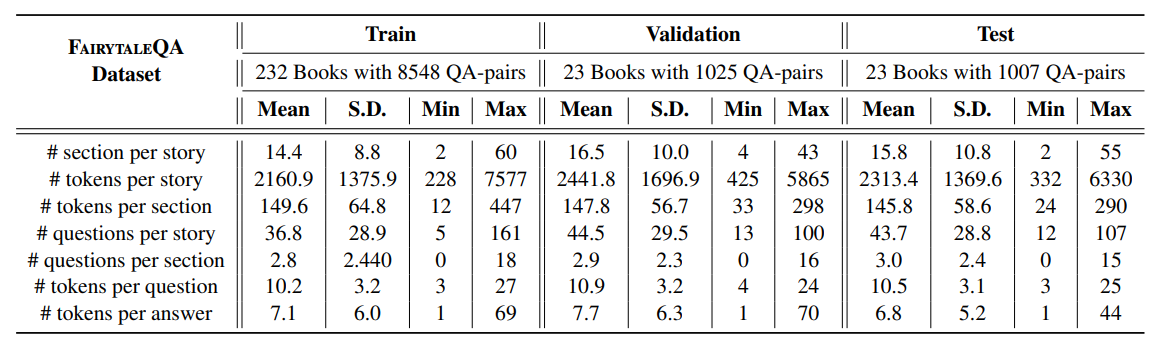 FAIRYTALEQA Dataset Train Validation Test
232 Books with 8548 QA-pairs 23 Books with 1025 QA-pairs 23 Books with 1007 QA-pairs
Mean S.D. Min Max Mean S.D. Min Max Mean S.D. Min Max
# section per story 14.4 8.8 2 60 16.5 10.0 4 43 15.8 10.8 2 55
# tokens per story 2160.9 1375.9 228 7577 2441.8 1696.9 425 5865 2313.4 1369.6 332 6330
# tokens per section 149.6 64.8 12 447 147.8 56.7 33 298 145.8 58.6 24 290
# questions per story 36.8 28.9 5 161 44.5 29.5 13 100 43.7 28.8 12 107
# questions per section 2.8 2.440 0 18 2.9 2.3 0 16 3.0 2.4 0 15
# tokens per question 10.2 3.2 3 27 10.9 3.2 4 24 10.5 3.1 3 25
# tokens per answer 7.1 6.0 1 69 7.7 6.3 1 70 6.8 5.2 1 44